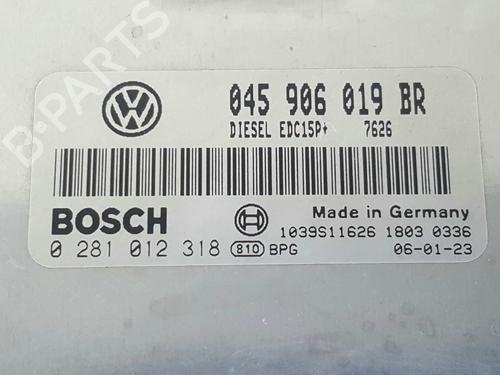 045 906 019 BR
DIESEL EDC15P+ 7626
BOSCH
Made in Germany
1039S11626 1803 0336
0 281 012 318 810 BPG 06-01-23
B-PARTS